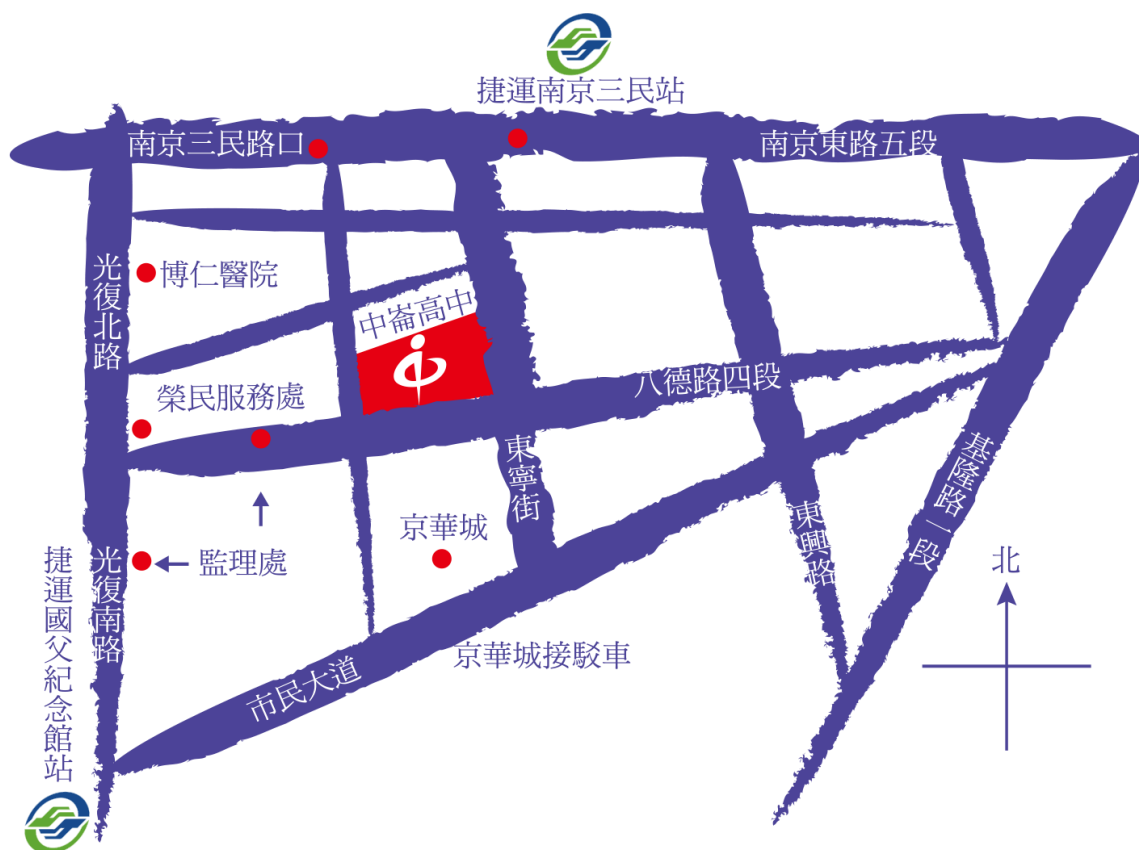 捷運南京三民站
南京三民路口
南京東路五段
光復北路
博仁醫院
中崙高中
榮民服務處
八德路四段
東寧街
基隆路一段
京華城
東興路
監理處
光復南路
捷運國父紀念館站
北
京華城接駁車
市民大道